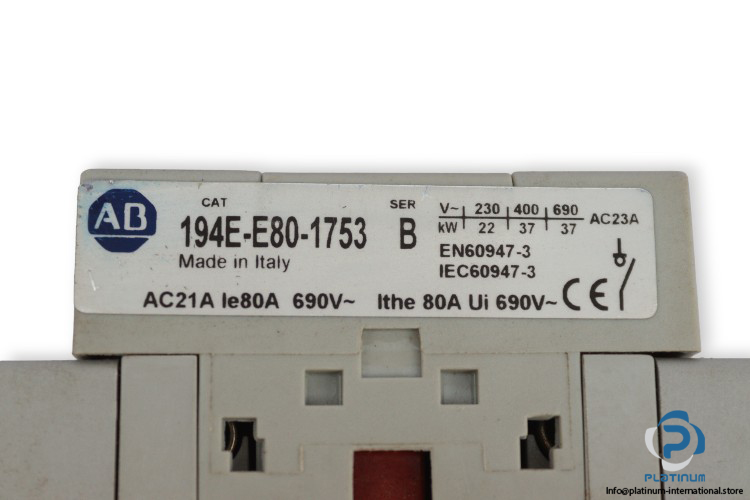 AB
CAT
194E-E80-1753
SER
B
Made in Italy
V~ 230 400 690
kW 22 37 37
AC23A
EN60947-3
IEC60947-3
AC21A Ie80A 690V~ Ithe 80A Ui 690V~ CE
PLATINUM
Info@platinum-international.store